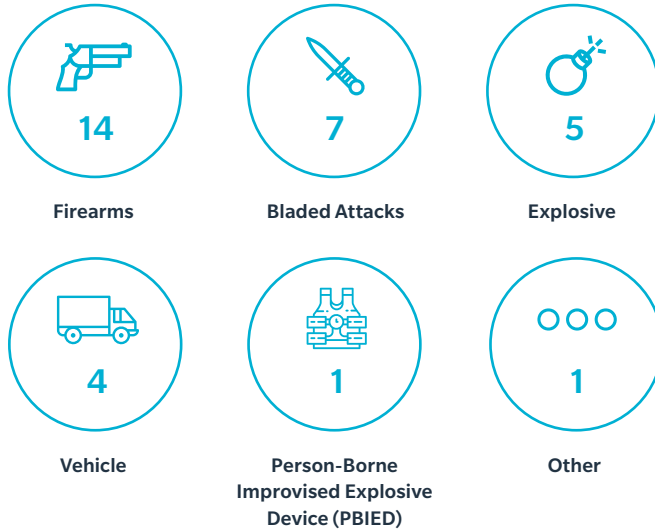 14
7
5
Firearms
Bladed Attacks
Explosive
4
1
1
Vehicle
Person-Borne
Improvised Explosive
Device (PBIED)
Other